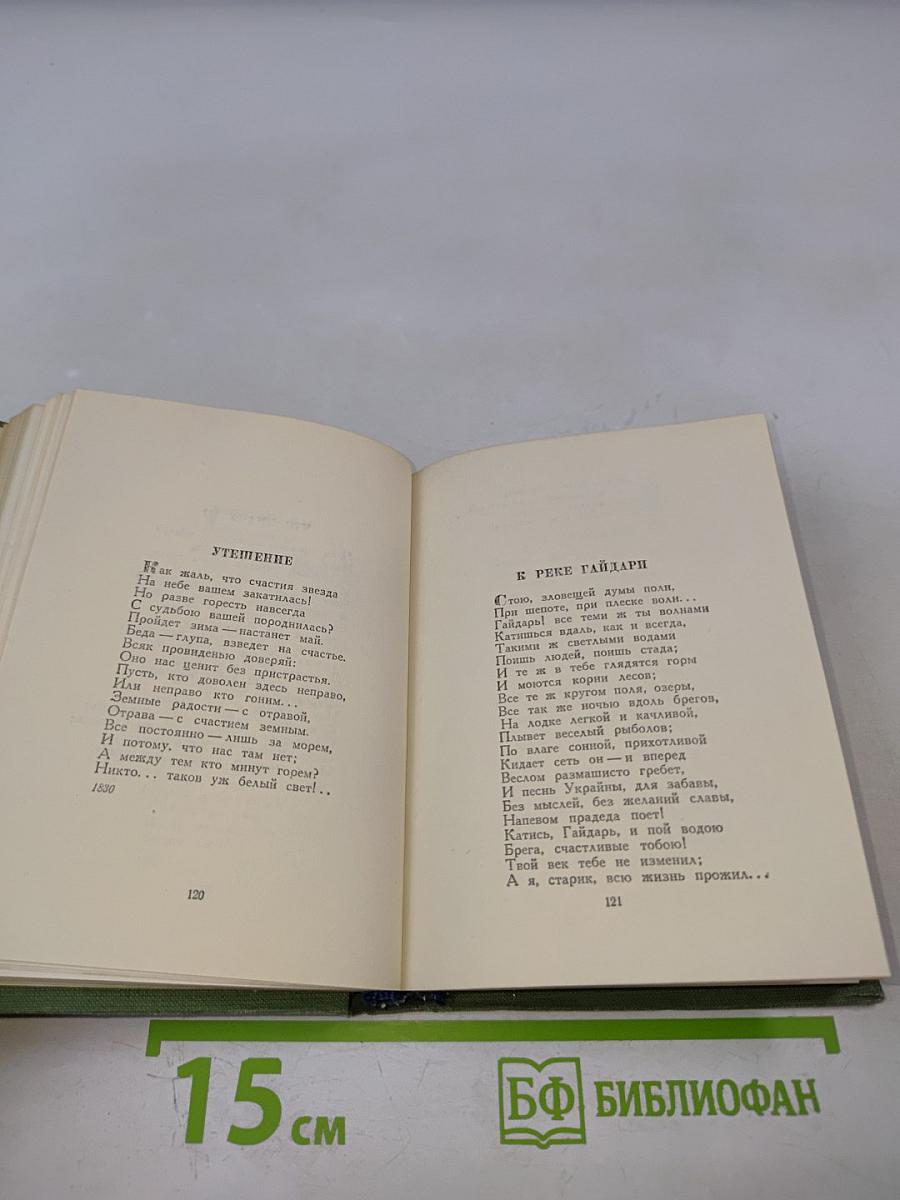 УТЕШЕНИЕ
Как жаль, что счастия звезда
На небе вашем закатилась!
Но разве горесть навсегда
С судьбою вашей породнилась?
Пройдет зима — настанет май.
Беда — глупа, взведет на счастье.
Всяк провиденью доверяй:
Оно нас ценит без пристрастья.
Пусть, кто доволен здесь неправо,
Или неправо кто гоним...
Земные радости — с отравой,
Отрава — с счастием земным.
Все постоянно — лишь за морем,
И потому, что нас там нет;
А между тем кто минут горем?
Никто... таков уж белый свет!..
1830
120
К РЕКЕ ГАЙДАРИ
Стою, зловещей думы полн,
При шепоте, при плеске волн...
Гайдарь! все теми ж ты волнами
Катишься вдаль, как и всегда,
Такими ж светлыми водами
Поишь людей, поишь стада;
И те ж в тебе глядятся горы
И моются корни лесов;
Все те ж кругом поля, озеры,
Все так же ночью вдоль брегов,
На лодке легкой и качливой,
Плывет веселый рыболов;
По влаге сонной, прихотливой
Кидает сеть он — и вперед
Веслом размашисто гребет,
И песнь Украйны, для забавы,
Без мыслей, без желаний славы,
Напевом прадеда поет!
Катись, Гайдарь, и пой водою
Брега, счастливые тобою!
Твой век тебе не изменил;
А я, старик, всю жизнь прожил...
121
15 см
БФ БИБЛИОФАН